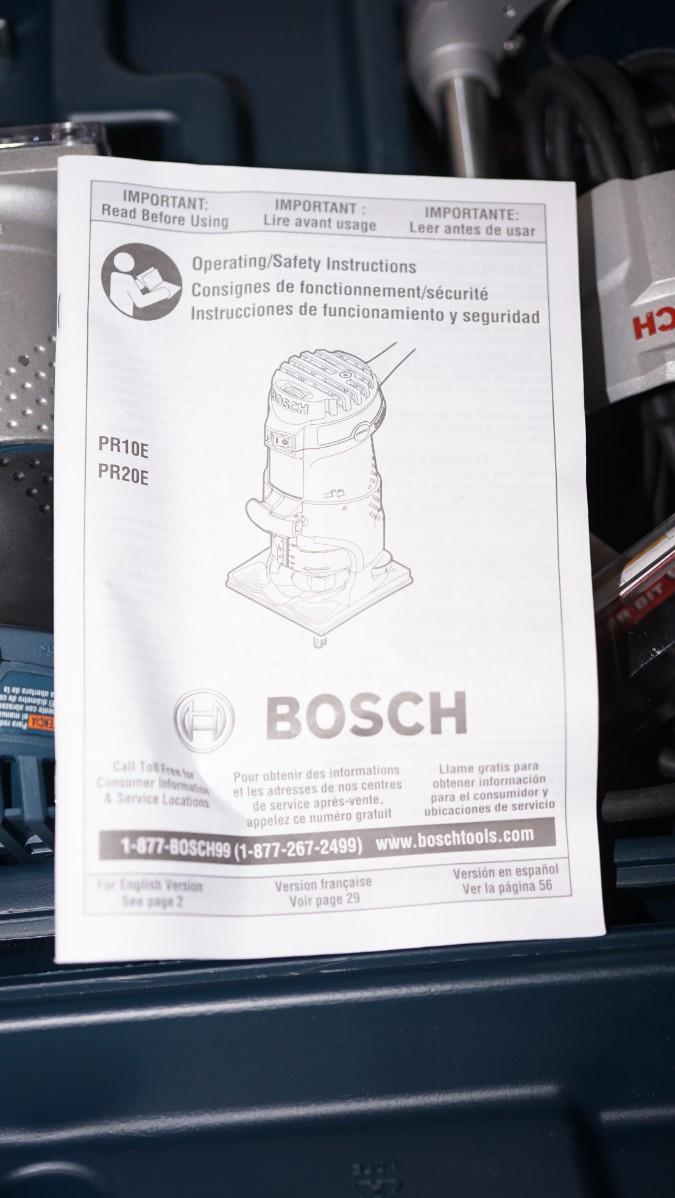 IMPORTANT:
Read Before Using
IMPORTANT :
Lire avant usage
IMPORTANTE:
Leer antes de usar
Operating/Safety Instructions
Consignes de fonctionnement/sécurité
Instrucciones de funcionamiento y seguridad
BOSCH
PR10E
PR20E
BOSCH
Call Toll Free for
Consumer Information
& Service Locations
Pour obtenir des informations
et les adresses de nos centres
de service après-vente,
appelez ce numéro gratuit
Llame gratis para
obtener información
para el consumidor y
ubicaciones de servicio
1-877-BOSCH99 (1-877-267-2499) www.boschtools.com
For English Version
See page 2
Version française
Voir page 29
Versión en español
Ver la página 56
CH
BIT